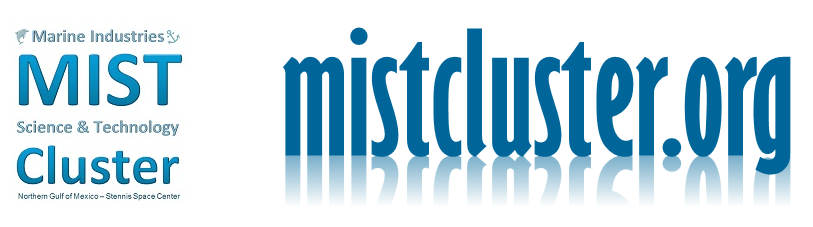 Marine Industries
MIST
Science & Technology
Cluster
Northern Gulf of Mexico – Stennis Space Center
mistcluster.org